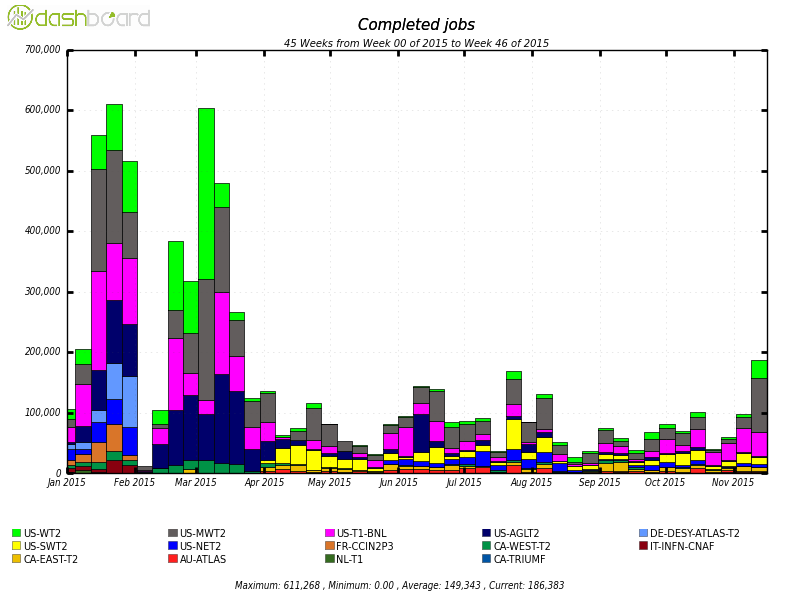 dashboard
Completed jobs
45 Weeks from Week 00 of 2015 to Week 46 of 2015
700,000
600,000
500,000
400,000
300,000
200,000
100,000
0
Jan 2015 Feb 2015 Mar 2015 Apr 2015 May 2015 Jun 2015 Jul 2015 Aug 2015 Sep 2015 Oct 2015 Nov 2015
US-WT2 US-MWT2 US-T1-BNL US-AGLT2 DE-DESY-ATLAS-T2
US-SWT2 US-NET2 FR-CCIN2P3 CA-WEST-T2 IT-INFN-CNAF
CA-EAST-T2 AU-ATLAS NL-T1 CA-TRIUMF
Maximum: 611,268 , Minimum: 0.00 , Average: 149,343 , Current: 186,383